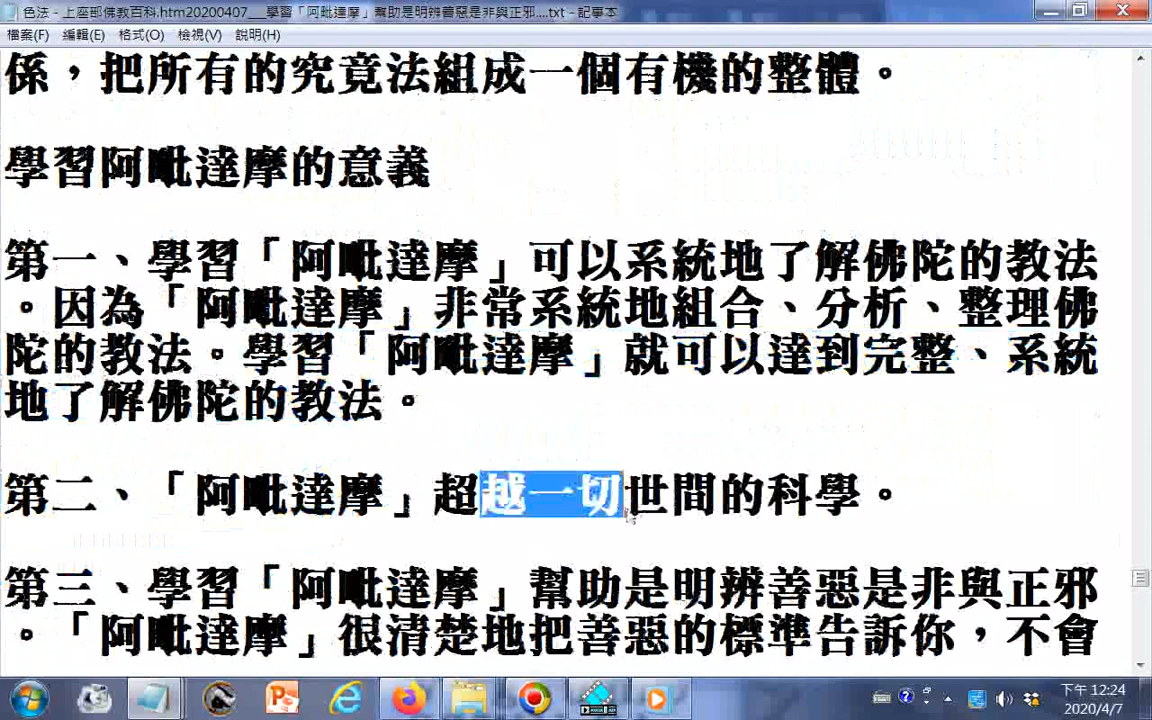 色法 - 上座部佛教百科.htm20200407___學習「阿毗達摩」幫助是明辨善惡是非與正邪....txt - 記事本
檔案(F) 編輯(E) 格式(O) 檢視(V) 說明(H)
係，把所有的究竟法組成一個有機的整體。
學習阿毗達摩的意義
第一、學習「阿毗達摩」可以系統地了解佛陀的教法
。因為「阿毗達摩」非常系統地組合、分析、整理佛
陀的教法。學習「阿毗達摩」就可以達到完整、系統
地了解佛陀的教法。
第二、「阿毗達摩」超越一切世間的科學。
第三、學習「阿毗達摩」幫助是明辨善惡是非與正邪
。「阿毗達摩」很清楚地把善惡的標準告訴你，不會
下午 12:24
2020/4/7